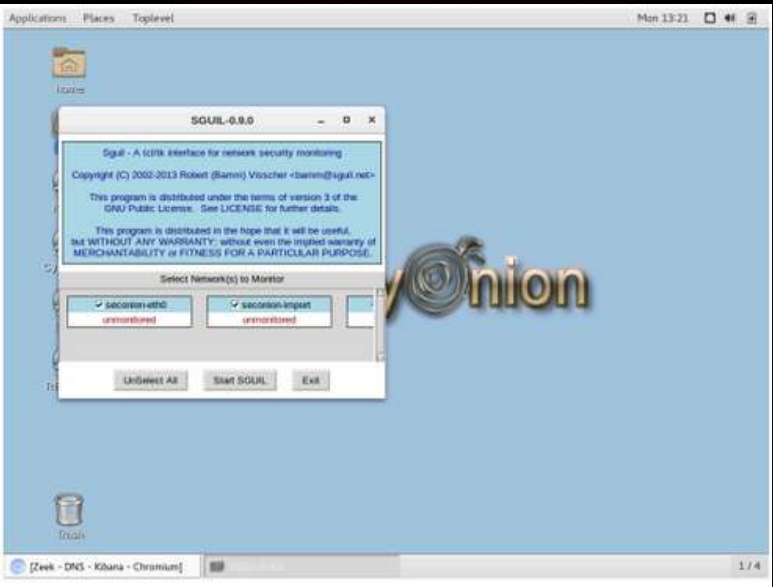 Applications Places Toplevel Mon 13:21
home
SGUIL-0.9.0
Sguil - A tcl/tk interface for network security monitoring
Copyright (C) 2002-2013 Robert (Bamm) Visscher <bamm@sguil.net>
This program is distributed under the terms of version 3 of the
GNU Public License. See LICENSE for further details.
This program is distributed in the hope that it will be useful,
but WITHOUT ANY WARRANTY; without even the implied warranty of
MERCHANTABILITY or FITNESS FOR A PARTICULAR PURPOSE.
Select Network(s) to Monitor
seconion-eth0 seconion-import
unmonitored unmonitored
UnSelect All Start SGUIL Exit
y Onion
Trash
[Zeek - DNS - Kibana - Chromium]
1 / 4